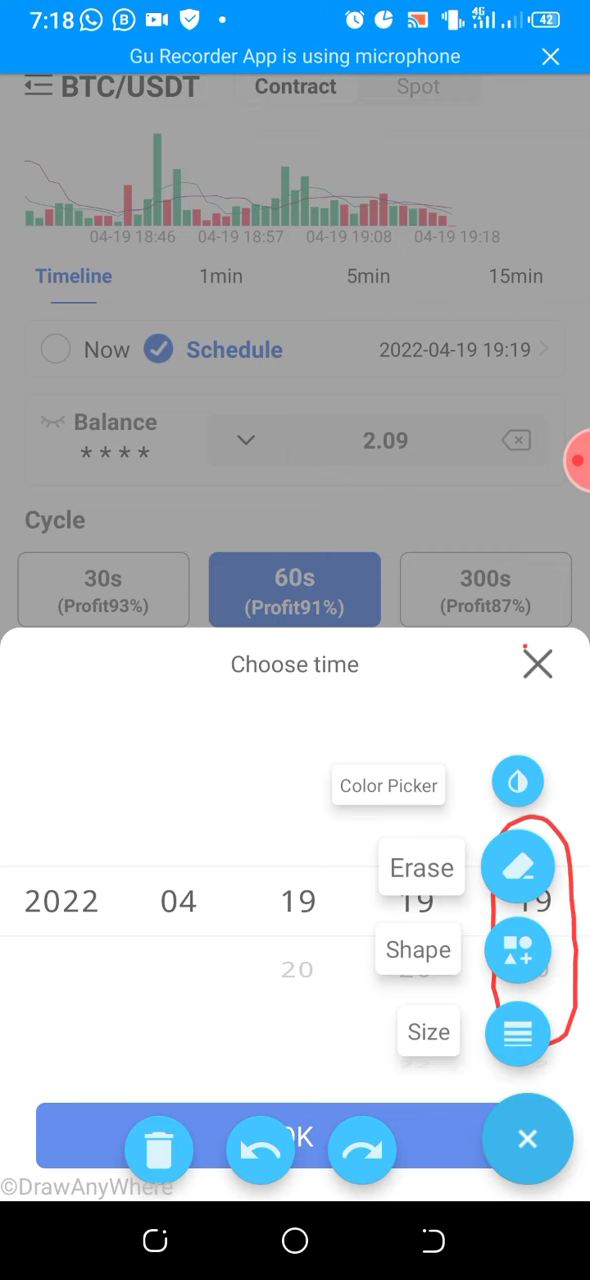 7:18 4G 42
Gu Recorder App is using microphone
BTC/USDT Contract Spot
04-19 18:46 04-19 18:57 04-19 19:08 04-19 19:18
Timeline 1min 5min 15min
Now Schedule 2022-04-19 19:19
Balance
**** 2.09
Cycle
30s 60s 300s
(Profit93%) (Profit91%) (Profit87%)
Choose time
Color Picker
Erase
2022 04 19 19 19
Shape
20
Size
OK
©DrawAnyWhere